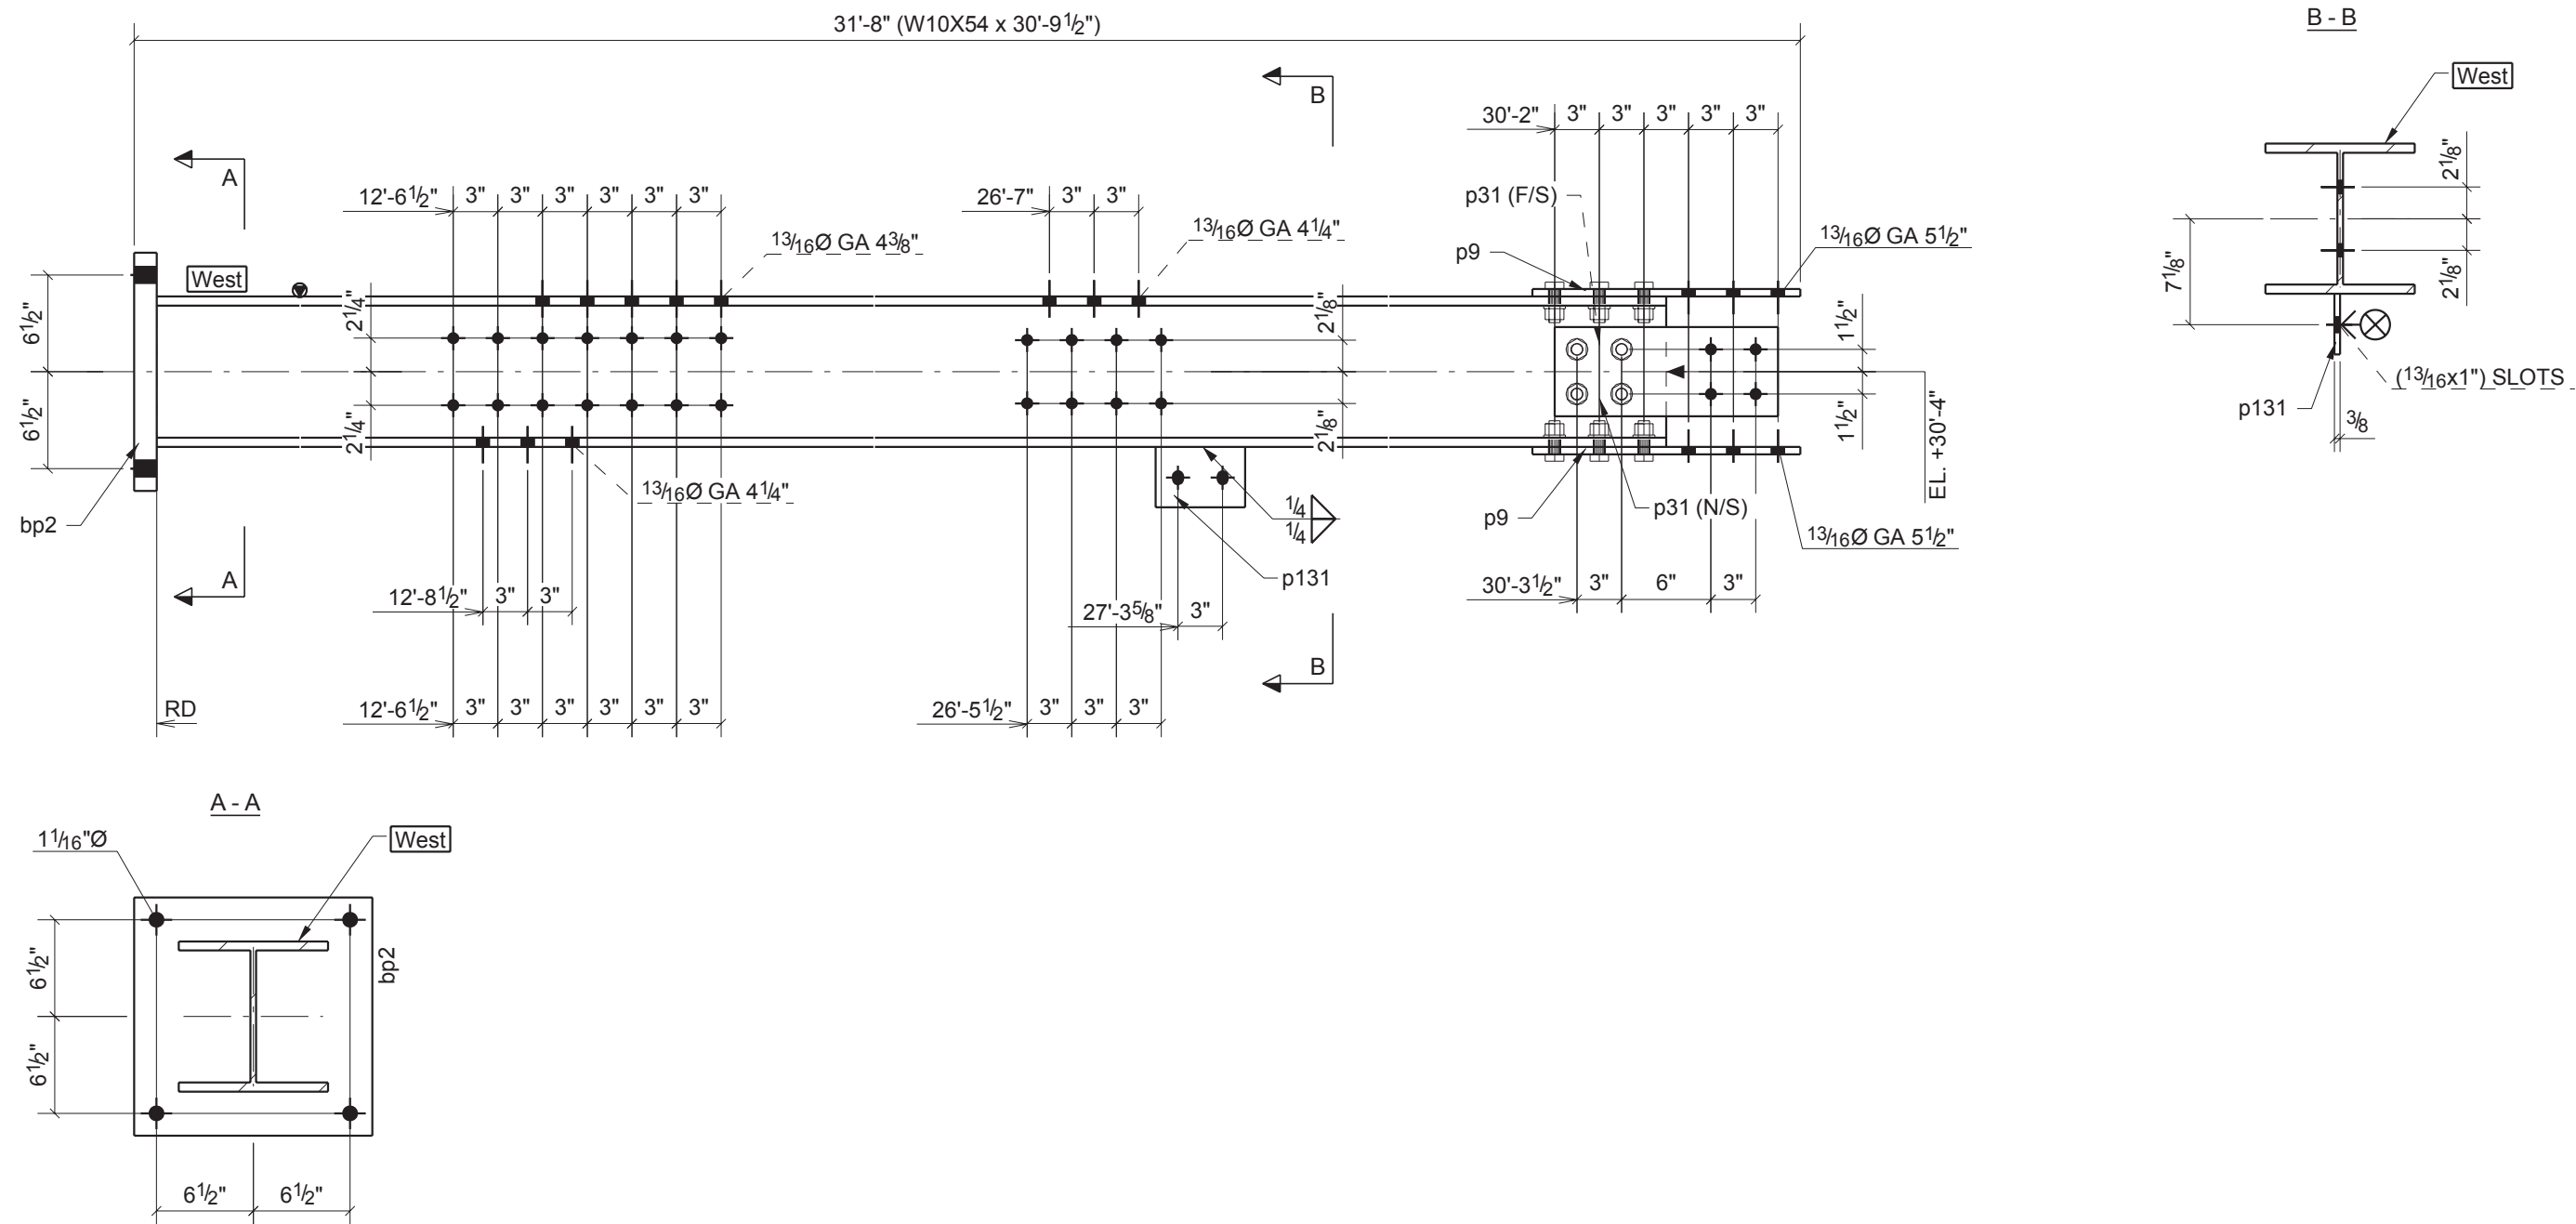 31'-8" (W10X54 x 30'-9 1/2")
B - B
West
B
A
30'-2" 3" 3" 3" 3" 3"
2 1/8"
2 1/8"
7 1/8"
12'-6 1/2" 3" 3" 3" 3" 3" 3"
26'-7" 3" 3"
p31 (F/S)
13/16Ø GA 4 3/8"
13/16Ø GA 4 1/4"
p9
13/16Ø GA 5 1/2"
West
6 1/2"
6 1/2"
2 1/4"
2 1/4"
2 1/8"
2 1/8"
1 1/2"
1 1/2"
EL. +30'-4"
(13/16x1") SLOTS
p131
3/8
13/16Ø GA 4 1/4"
1/4
1/4
p9
p31 (N/S)
13/16Ø GA 5 1/2"
bp2
A
p131
12'-8 1/2" 3" 3"
27'-3 5/8" 3"
30'-3 1/2" 3" 6" 3"
B
RD
12'-6 1/2" 3" 3" 3" 3" 3" 3"
26'-5 1/2" 3" 3" 3"
A - A
1 1/16"Ø
West
6 1/2"
6 1/2"
bp2
6 1/2" 6 1/2"